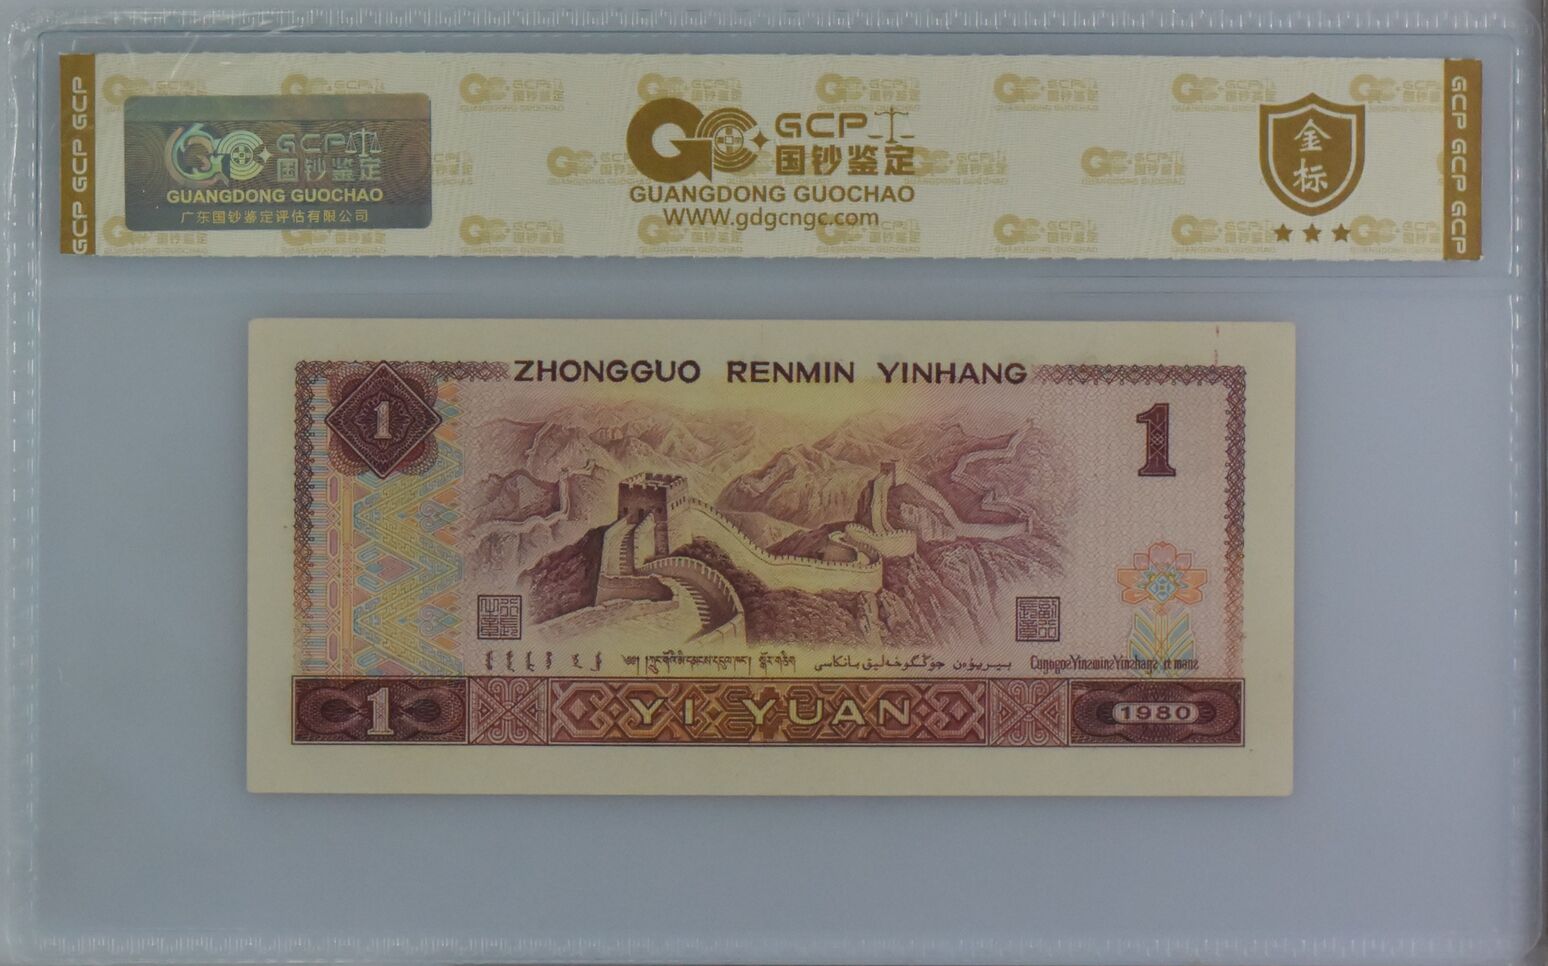 GCP GCP GCP
GCP
国钞鉴定
GUANGDONG GUOCHAO
广东国钞鉴定评估有限公司
GCP
国钞鉴定
GUANGDONG GUOCHAO
WWW.gdgcngc.com
金标
GCP GCP GCP
ZHONGGUO RENMIN YINHANG
1
1
1
YI YUAN
1980